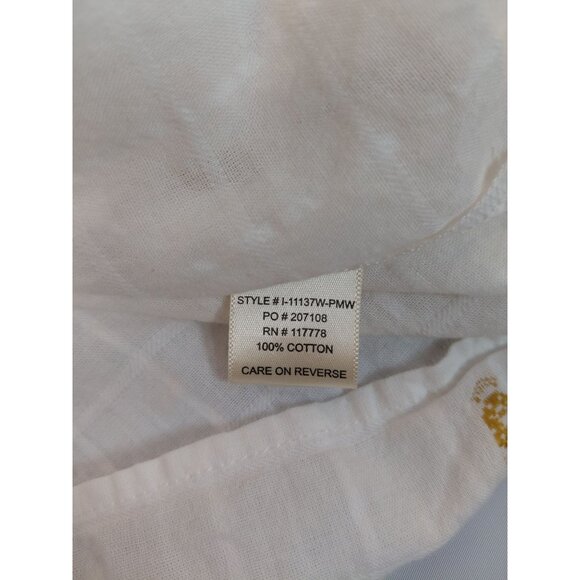 STYLE # I-11137W-PMW
PO # 207108
RN # 117778
100% COTTON
CARE ON REVERSE